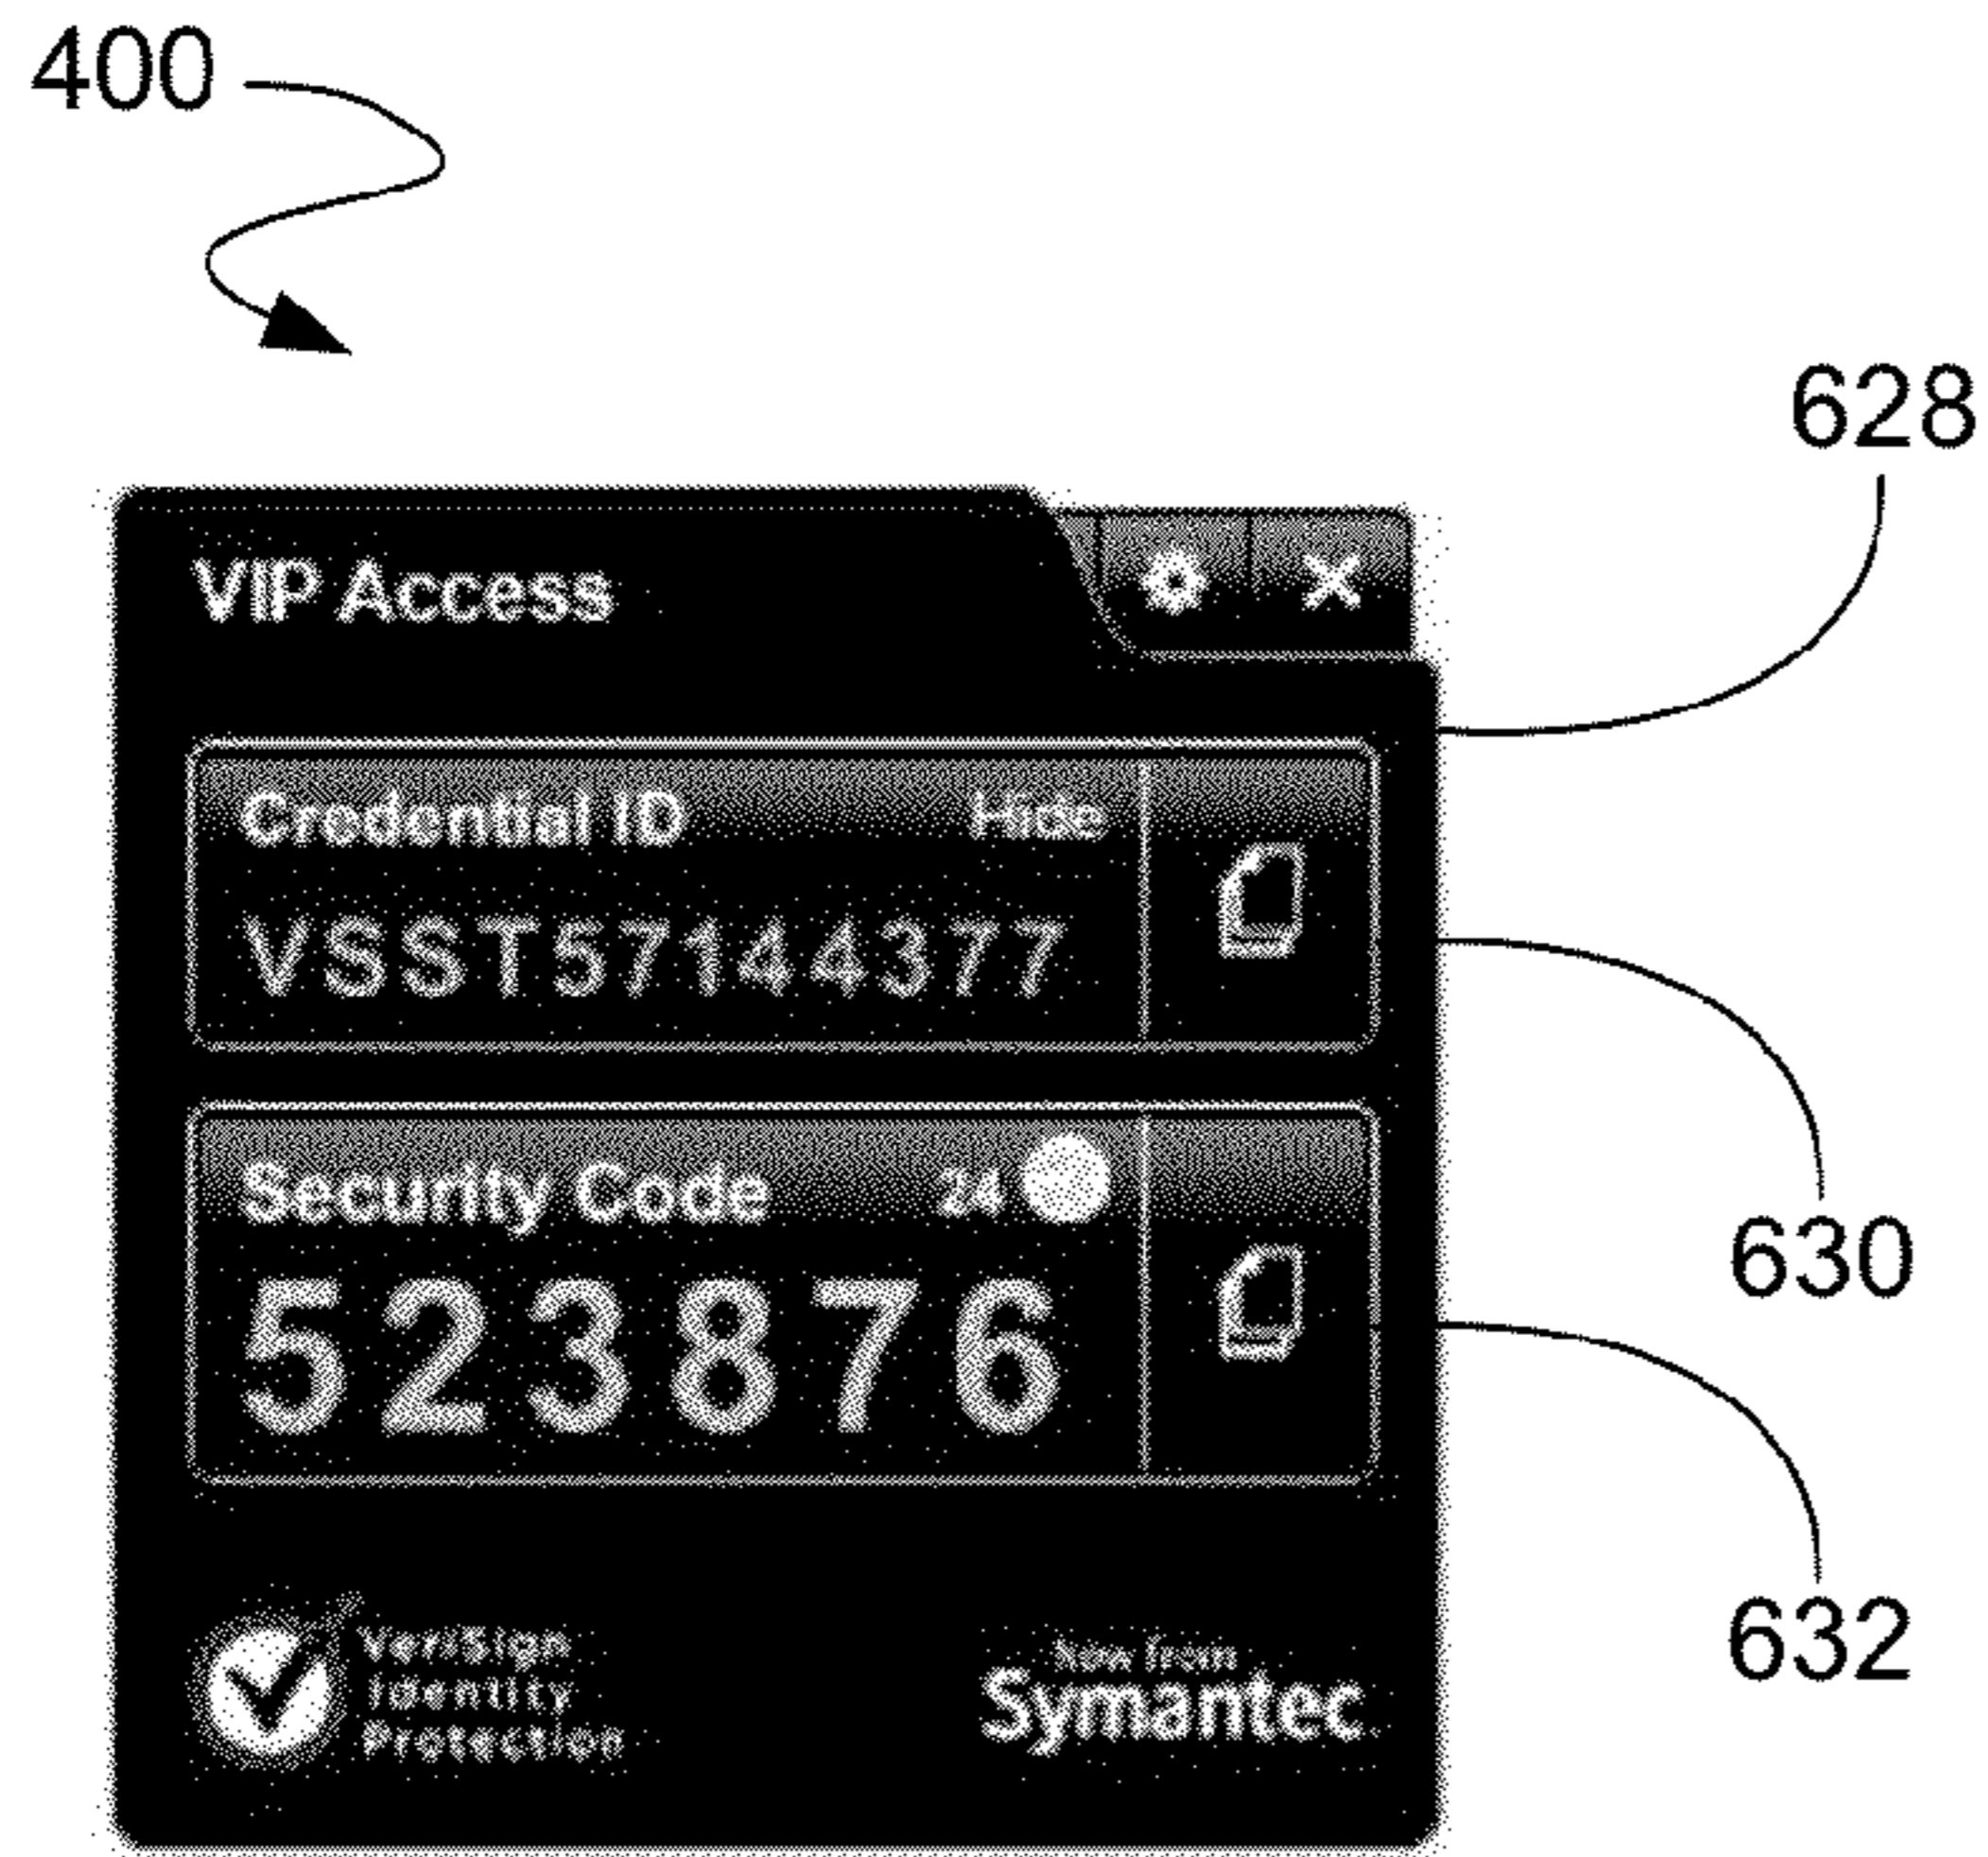 400
628
VIP Access
Credential ID Hide
VSST57144377
630
Security Code 24
523876
632
VeriSign
Identity
Protection
Now from
Symantec